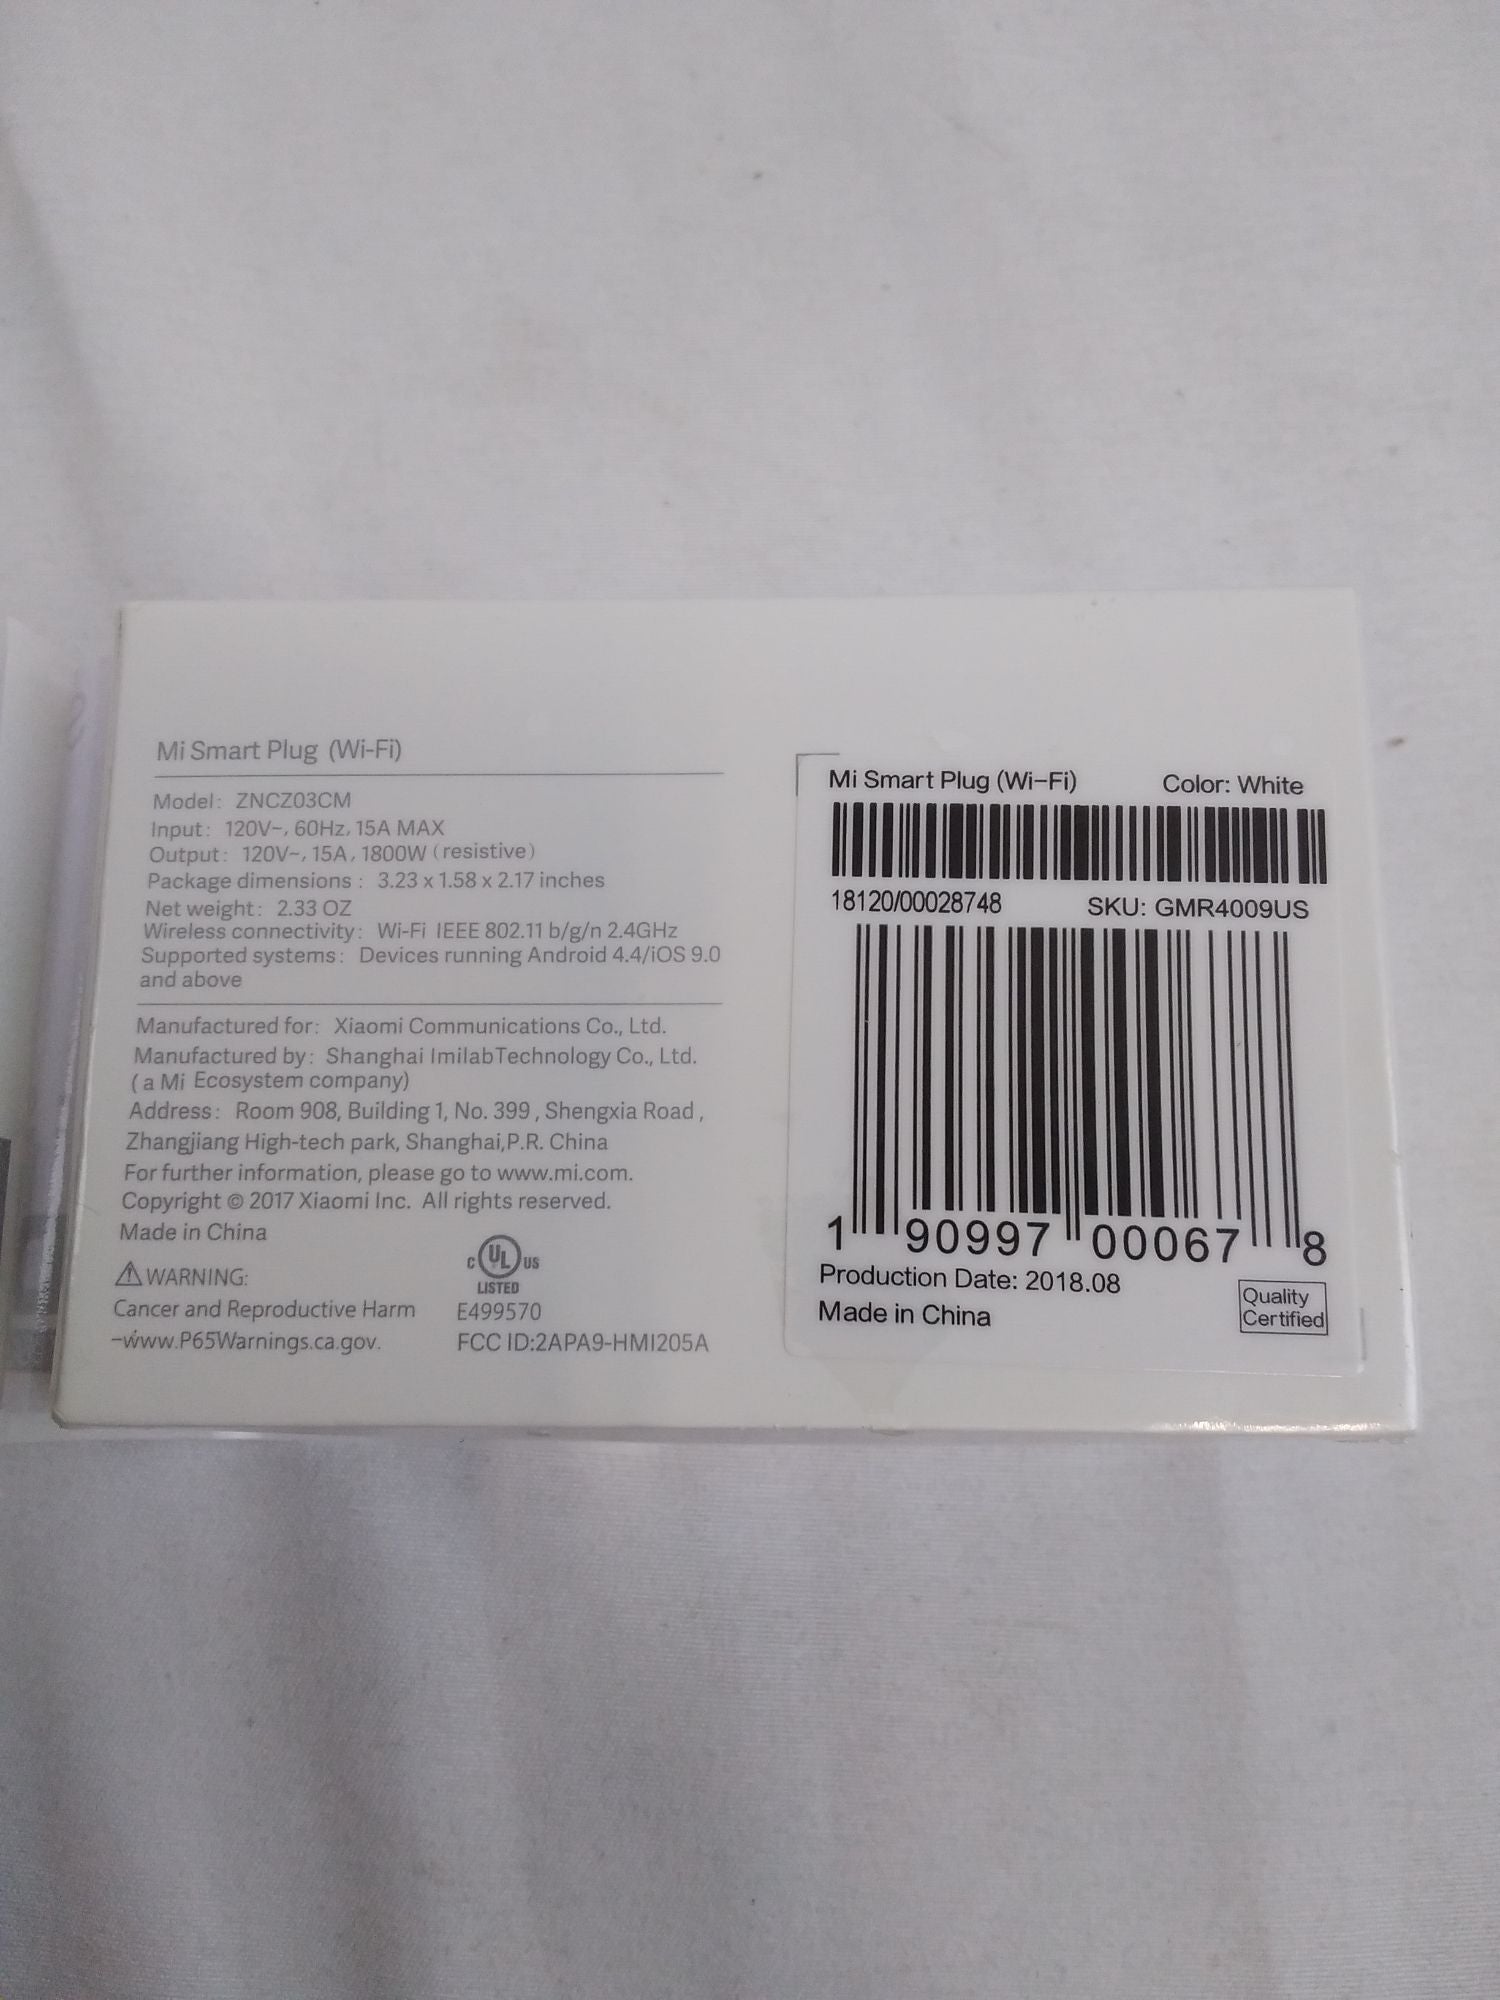 Mi Smart Plug (Wi-Fi)
Model: ZNCZ03CM
Input: 120V~, 60Hz, 15A MAX
Output: 120V~, 15A, 1800W (resistive)
Package dimensions: 3.23 x 1.58 x 2.17 inches
Net weight: 2.33 OZ
Wireless connectivity: Wi-Fi IEEE 802.11 b/g/n 2.4GHz
Supported systems: Devices running Android 4.4/iOS 9.0
and above
Manufactured for: Xiaomi Communications Co., Ltd.
Manufactured by: Shanghai Imilab Technology Co., Ltd.
(a Mi Ecosystem company)
Address: Room 908, Building 1, No. 399, Shengxia Road,
Zhangjiang High-tech park, Shanghai, P.R. China
For further information, please go to www.mi.com.
Copyright © 2017 Xiaomi Inc. All rights reserved.
Made in China
⚠ WARNING:
Cancer and Reproductive Harm
-www.P65Warnings.ca.gov.
C UL US
LISTED
E499570
FCC ID:2APA9-HMI205A
Mi Smart Plug (Wi-Fi) Color: White
18120/00028748 SKU: GMR4009US
1 90997 00067 8
Production Date: 2018.08
Made in China
Quality
Certified